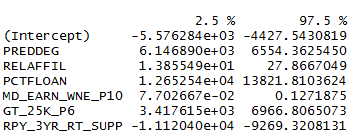 2.5 % 97.5 %
(Intercept) -5.576284e+03 -4427.5430819
PREDDEG 6.146890e+03 6554.3625450
RELAFFIL 1.385549e+01 27.8667049
PCTFLOAN 1.265254e+04 13821.8103624
MD_EARN_WNE_P10 7.702667e-02 0.1271875
GT_25K_P6 3.417615e+03 6966.8065073
RPY_3YR_RT_SUPP -1.112040e+04 -9269.3208131